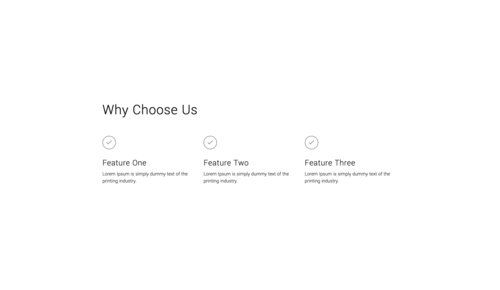 Why Choose Us
Feature One
Lorem Ipsum is simply dummy text of the
printing industry.
Feature Two
Lorem Ipsum is simply dummy text of the
printing industry.
Feature Three
Lorem Ipsum is simply dummy text of the
printing industry.